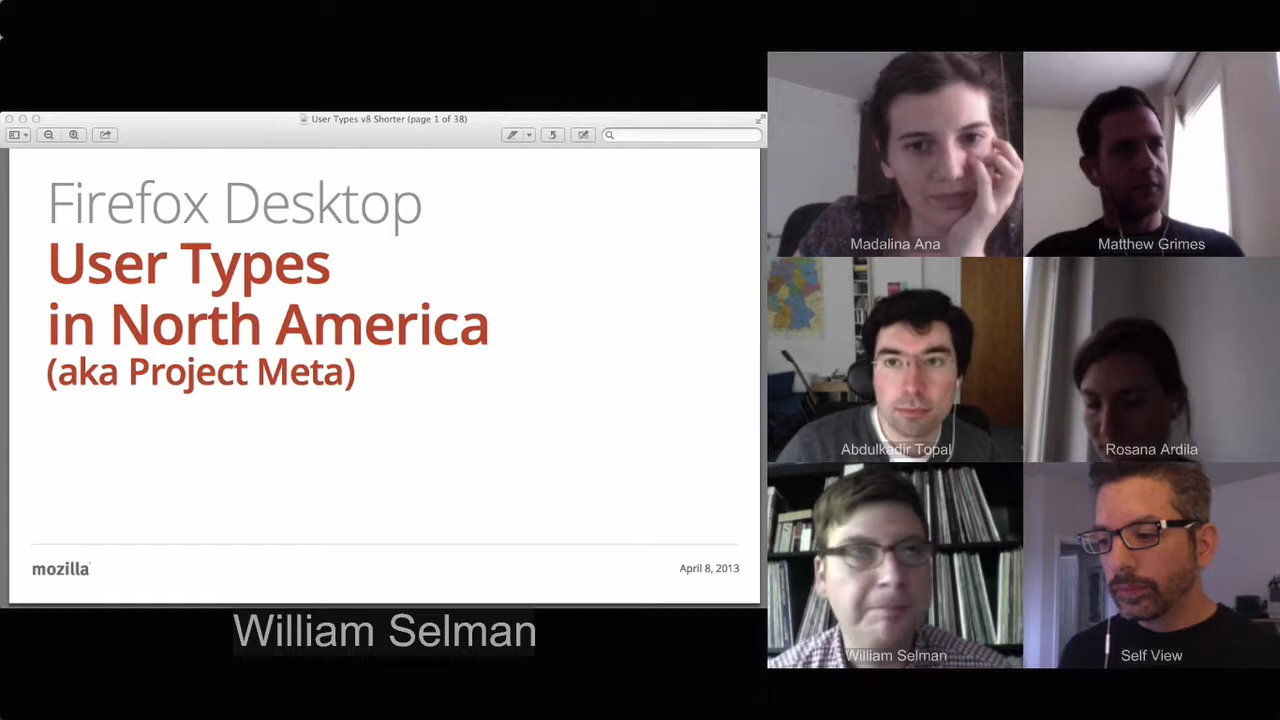 User Types v8 Shorter (page 1 of 38)
Firefox Desktop
User Types
in North America
(aka Project Meta)
mozilla
April 8, 2013
William Selman
Madalina Ana
Matthew Grimes
Abdulkadir Topal
Rosana Ardila
William Selman
Self View